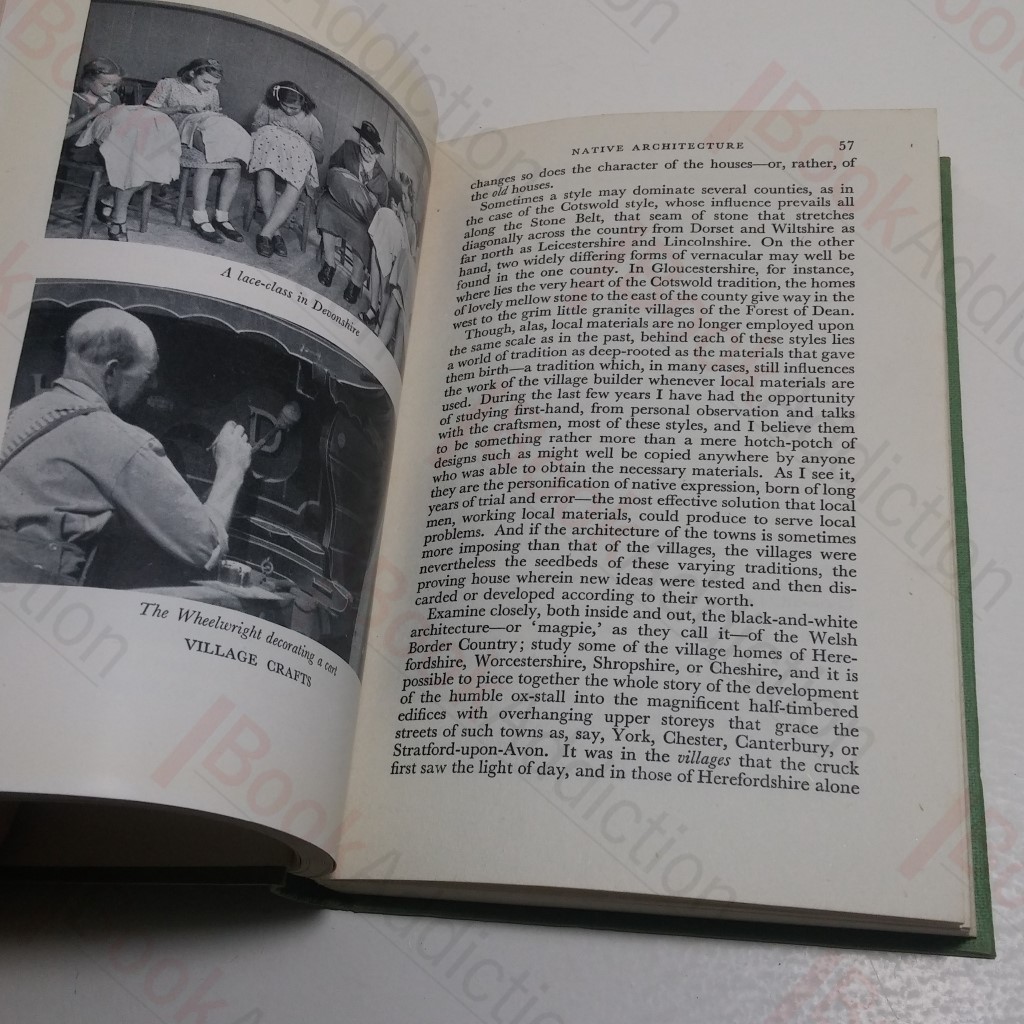 A lace-class in Devonshire
The Wheelwright decorating a cart
VILLAGE CRAFTS
NATIVE ARCHITECTURE 57
changes so does the character of the houses—or, rather, of
the old houses.
Sometimes a style may dominate several counties, as in
the case of the Cotswold style, whose influence prevails all
along the Stone Belt, that seam of stone that stretches
diagonally across the country from Dorset and Wiltshire as
far north as Leicestershire and Lincolnshire. On the other
hand, two widely differing forms of vernacular may well be
found in the one county. In Gloucestershire, for instance,
where lies the very heart of the Cotswold tradition, the homes
of lovely mellow stone to the east of the county give way in the
west to the grim little granite villages of the Forest of Dean.
Though, alas, local materials are no longer employed upon
the same scale as in the past, behind each of these styles lies
a world of tradition as deep-rooted as the materials that gave
them birth—a tradition which, in many cases, still influences
the work of the village builder whenever local materials are
used. During the last few years I have had the opportunity
of studying first-hand, from personal observation and talks
with the craftsmen, most of these styles, and I believe them
to be something rather more than a mere hotch-potch of
designs such as might well be copied anywhere by anyone
who was able to obtain the necessary materials. As I see it,
they are the personification of native expression, born of long
years of trial and error—the most effective solution that local
men, working local materials, could produce to serve local
problems. And if the architecture of the towns is sometimes
more imposing than that of the villages, the villages were
nevertheless the seedbeds of these varying traditions, the
proving house wherein new ideas were tested and then dis-
carded or developed according to their worth.
Examine closely, both inside and out, the black-and-white
architecture—or 'magpie,' as they call it—of the Welsh
Border Country; study some of the village homes of Here-
fordshire, Worcestershire, Shropshire, or Cheshire, and it is
possible to piece together the whole story of the development
of the humble ox-stall into the magnificent half-timbered
edifices with overhanging upper storeys that grace the
streets of such towns as, say, York, Chester, Canterbury, or
Stratford-upon-Avon. It was in the villages that the cruck
first saw the light of day, and in those of Herefordshire alone
BookAddiction